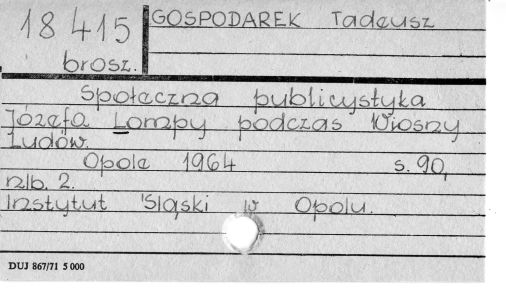 18 415
brosz.
GOSPODAREK Tadeusz
Społeczna publicystyka
Józefa Lompy podczas Wiosny
Ludów.
Opole 1964 s. 90,
nlb. 2.
Instytut Śląski w Opolu.
DUJ 867/71 5 000